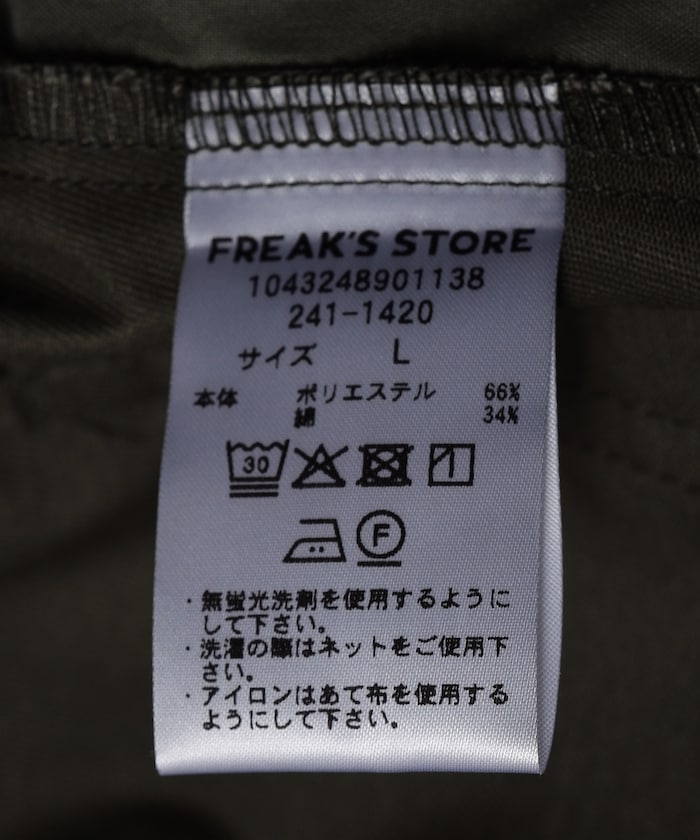 FREAK'S STORE
1043248901138
241-1420
サイズ L
本体 ポリエステル 66%
綿 34%
30
F
・無蛍光洗剤を使用するように
して下さい。
・洗濯の際はネットをご使用下
さい。
・アイロンはあて布を使用する
ようにして下さい。